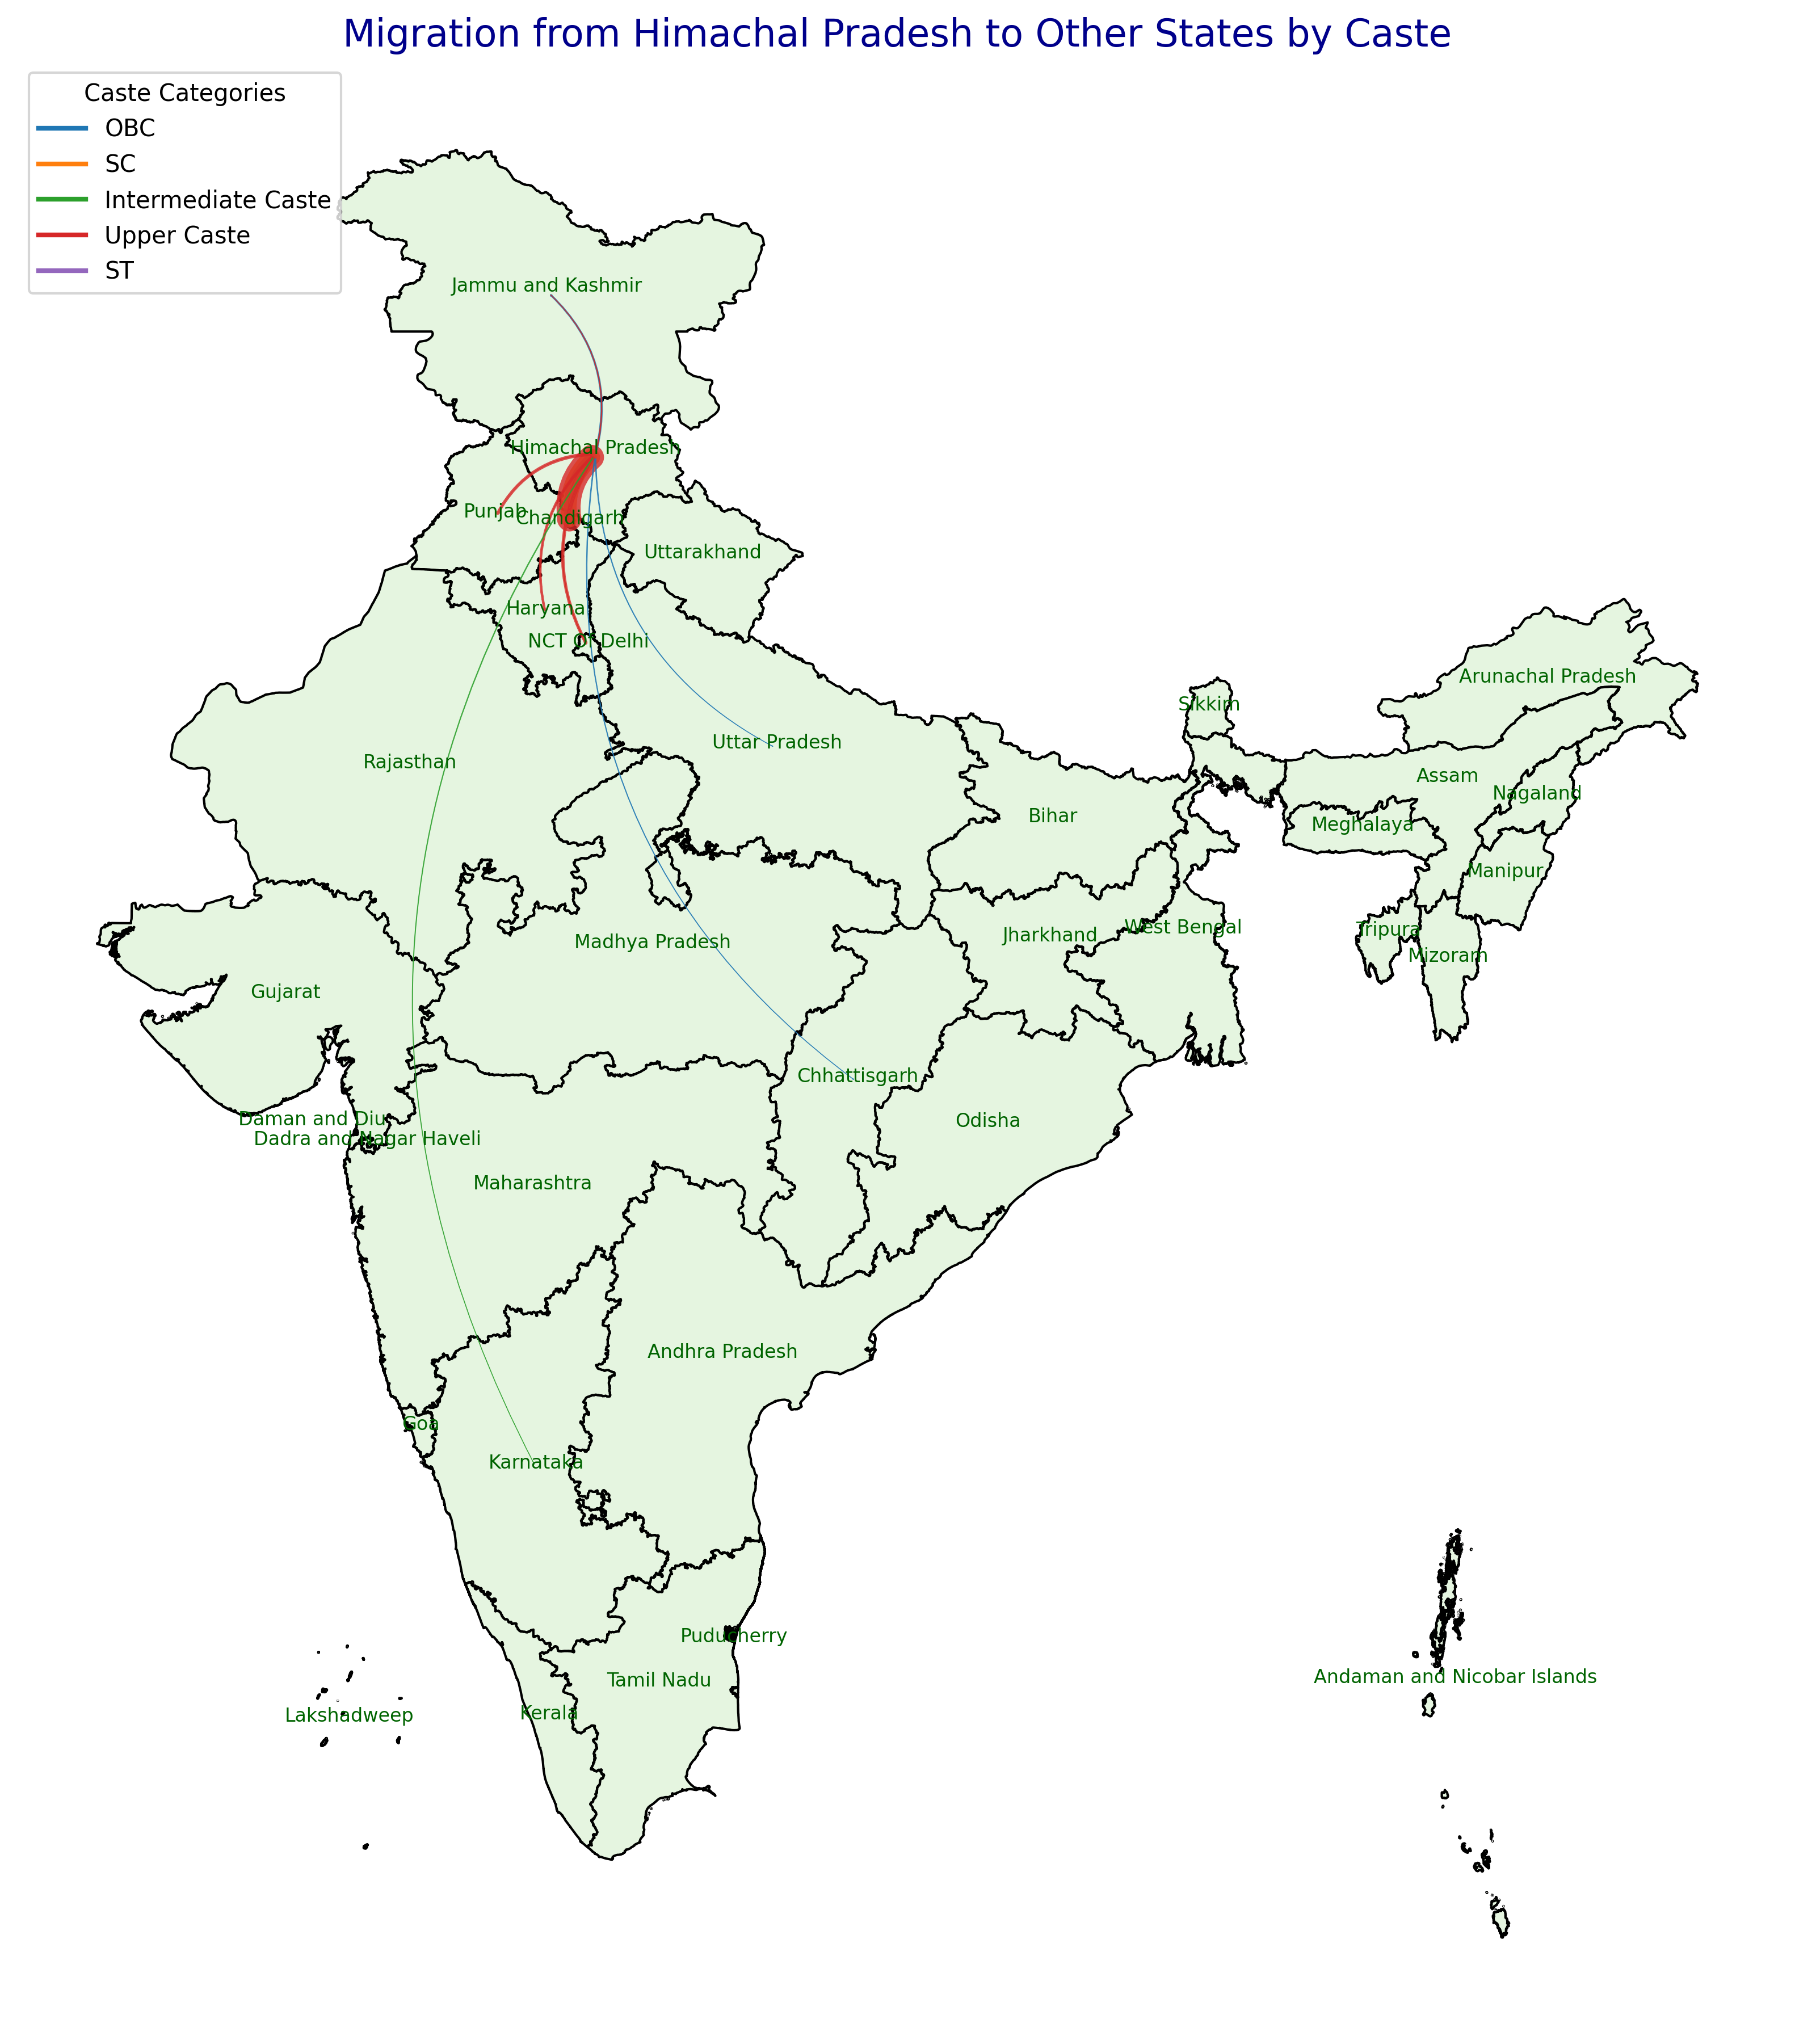 Migration from Himachal Pradesh to Other States by Caste
Caste Categories
OBC
SC
Intermediate Caste
Upper Caste
ST
Jammu and Kashmir
Himachal Pradesh
Punjab
Chandigarh
Uttarakhand
Haryana
NCT Of Delhi
Arunachal Pradesh
Sikkim
Uttar Pradesh
Rajasthan
Assam
Nagaland
Bihar
Meghalaya
Manipur
West Bengal
Tripura
Jharkhand
Madhya Pradesh
Mizoram
Gujarat
Chhattisgarh
Daman and Diu
Odisha
Dadra and Nagar Haveli
Maharashtra
Andhra Pradesh
Goa
Karnataka
Puducherry
Andaman and Nicobar Islands
Tamil Nadu
Kerala
Lakshadweep